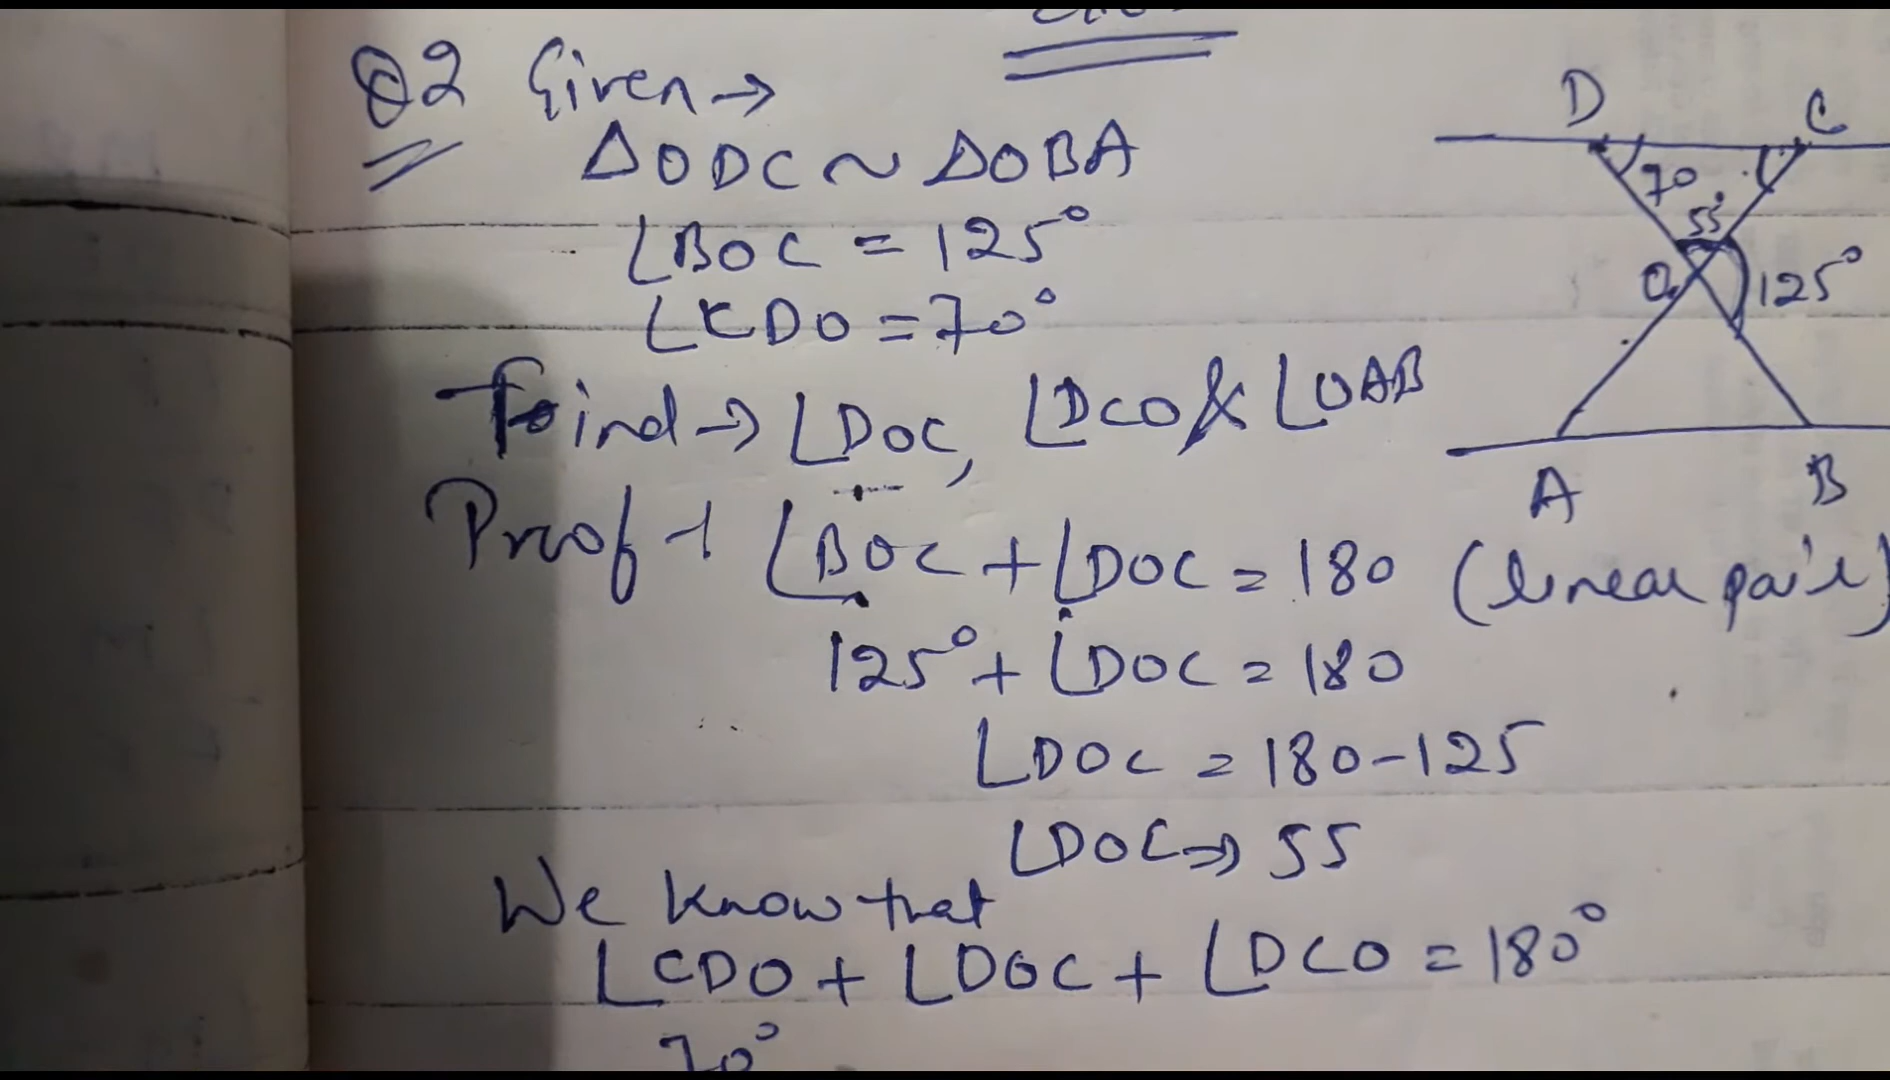 Q2 Given →
ΔODC ~ ΔOBA
∠BOC = 125°
∠CDO = 70°
Find → ∠DOC, ∠DCO & ∠OAB
Proof → ∠BOC + ∠DOC = 180 (linear pair)
125° + ∠DOC = 180
∠DOC = 180-125
∠DOC ⇒ 55
We know that
∠CDO + ∠DOC + ∠DCO = 180°
70°
D C
70
55°
O 125°
A B